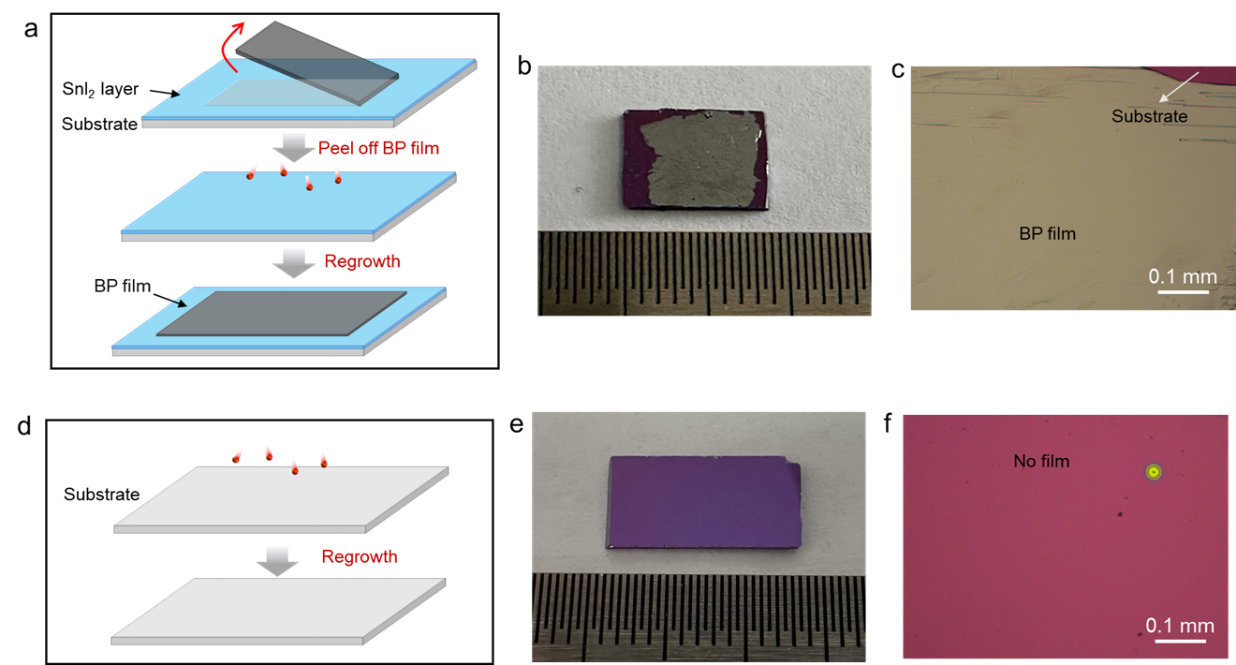 a
SnI₂ layer
Substrate
Peel off BP film
Regrowth
BP film
b
c
Substrate
BP film
0.1 mm
d
Substrate
Regrowth
e
f
No film
0.1 mm